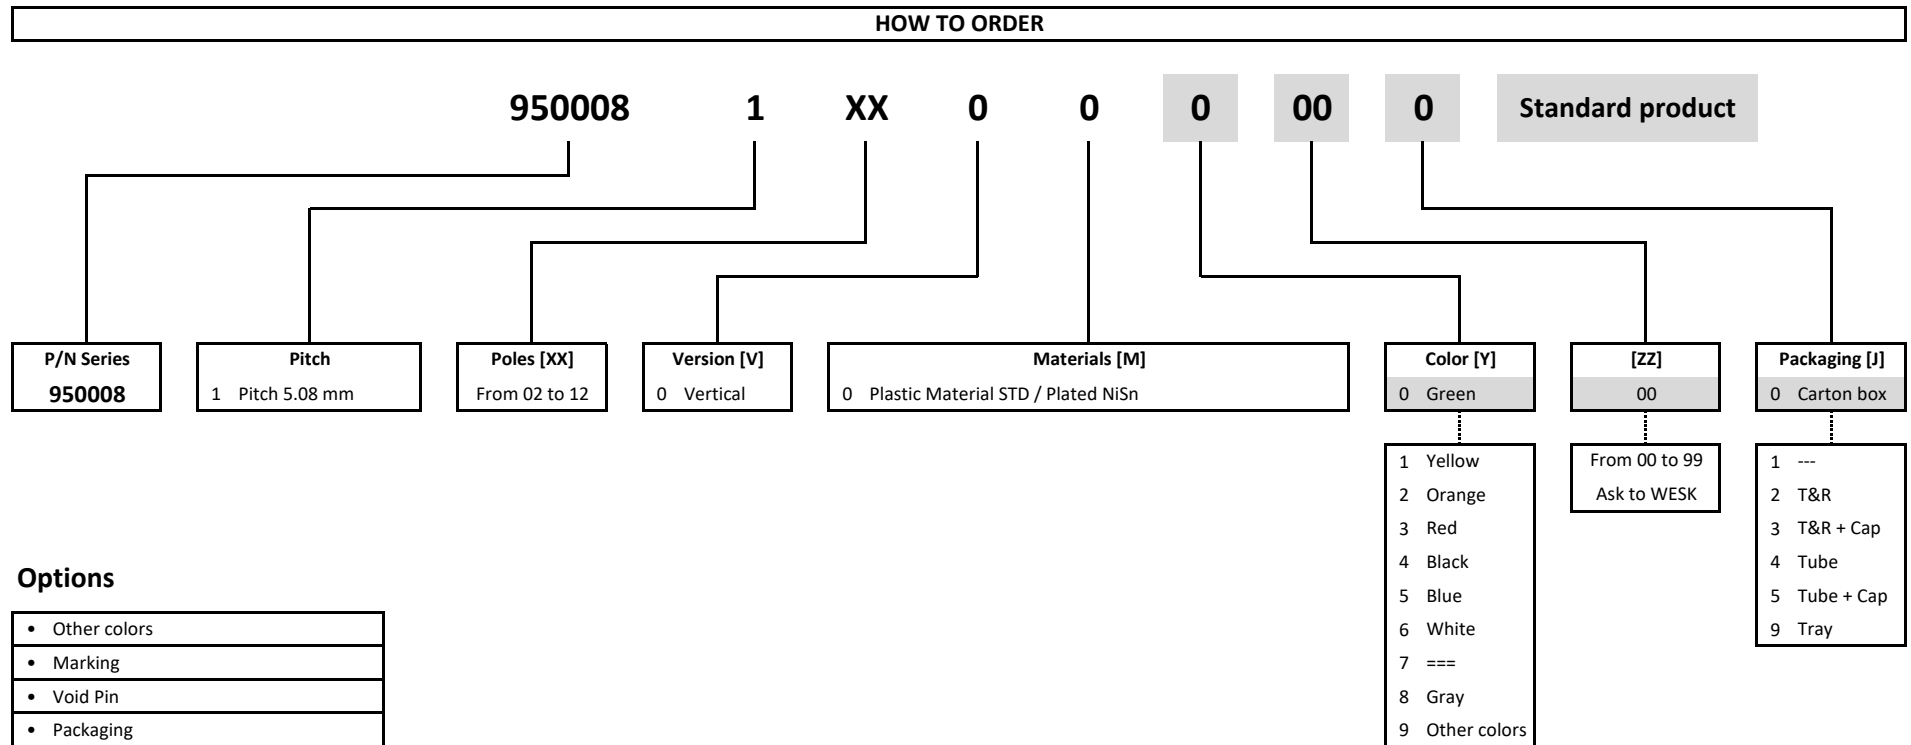 HOW TO ORDER
950008 1 XX 0 0 0 00 0 Standard product
P/N Series
950008
Pitch
1 Pitch 5.08 mm
Poles [XX]
From 02 to 12
Version [V]
0 Vertical
Materials [M]
0 Plastic Material STD / Plated NiSn
Color [Y]
0 Green
1 Yellow
2 Orange
3 Red
4 Black
5 Blue
6 White
7 ===
8 Gray
9 Other colors
[ZZ]
00
From 00 to 99
Ask to WESK
Packaging [J]
0 Carton box
1 ---
2 T&R
3 T&R + Cap
4 Tube
5 Tube + Cap
9 Tray
Options
• Other colors
• Marking
• Void Pin
• Packaging